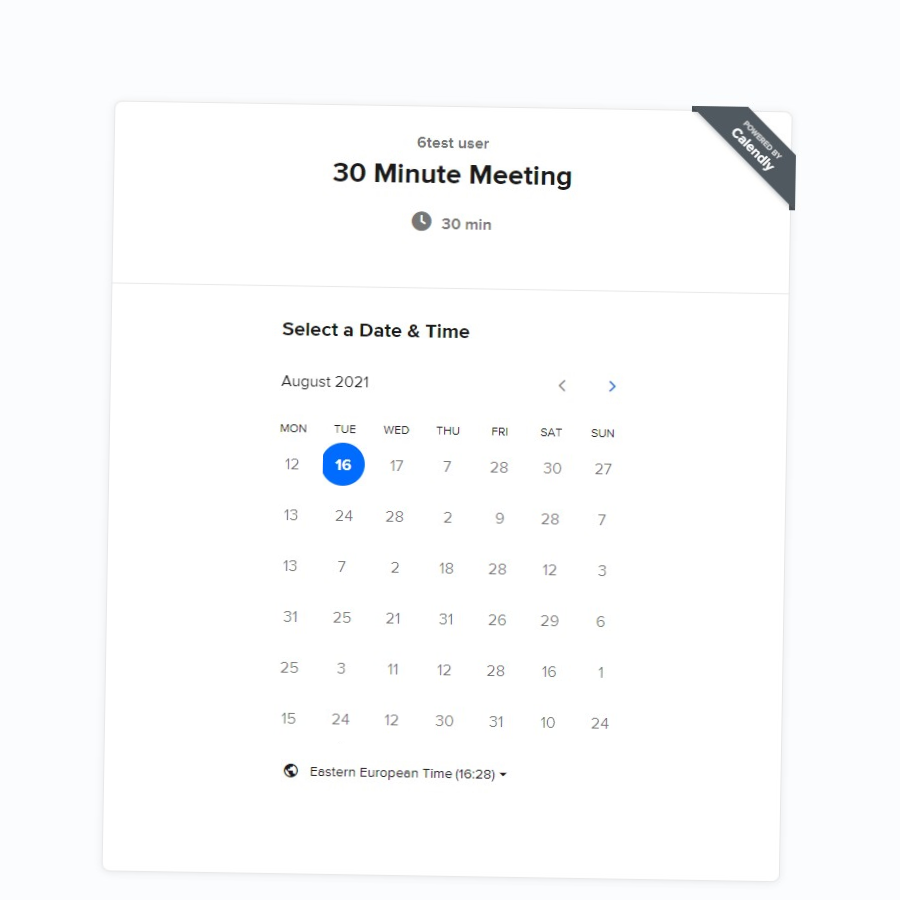 POWERED BY
Calendly
6test user
30 Minute Meeting
30 min
Select a Date & Time
August 2021
MON TUE WED THU FRI SAT SUN
12 16 17 7 28 30 27
13 24 28 2 9 28 7
13 7 2 18 28 12 3
31 25 21 31 26 29 6
25 3 11 12 28 16 1
15 24 12 30 31 10 24
Eastern European Time (16:28)